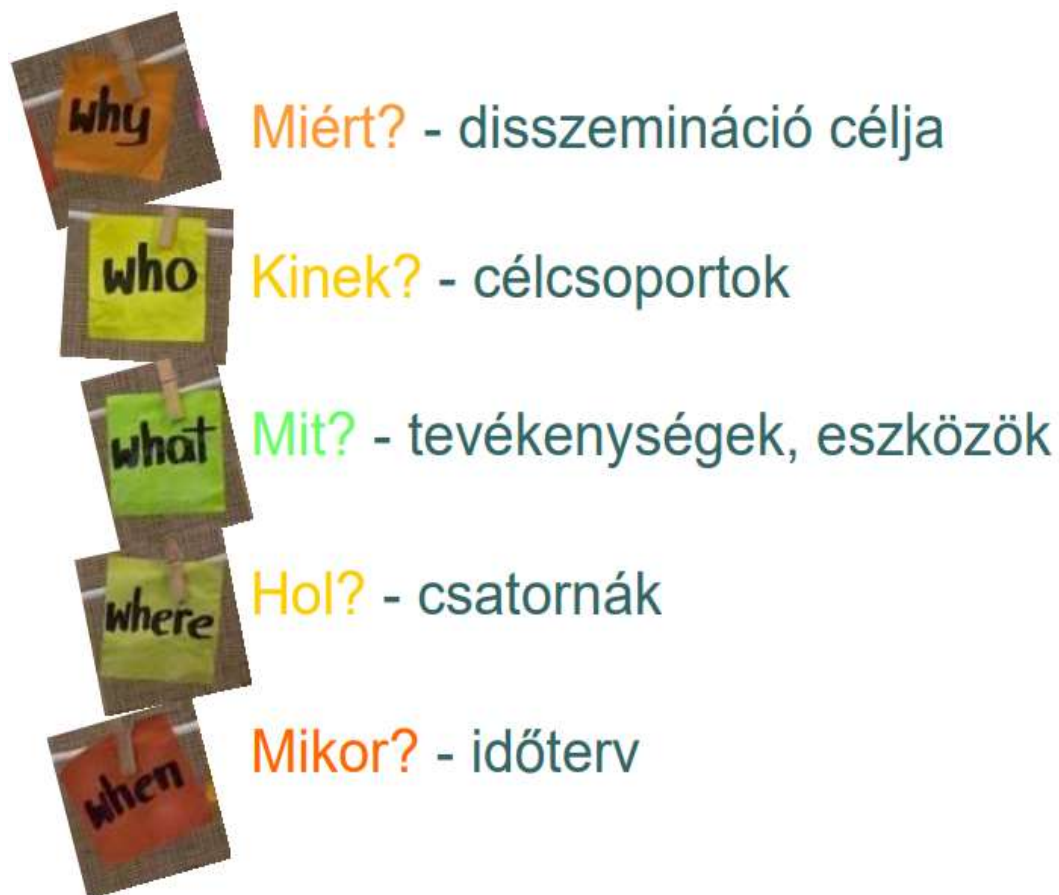 why
Miért? - disszemináció célja
who
Kinek? - célcsoportok
what
Mit? - tevékenységek, eszközök
where
Hol? - csatornák
when
Mikor? - időterv